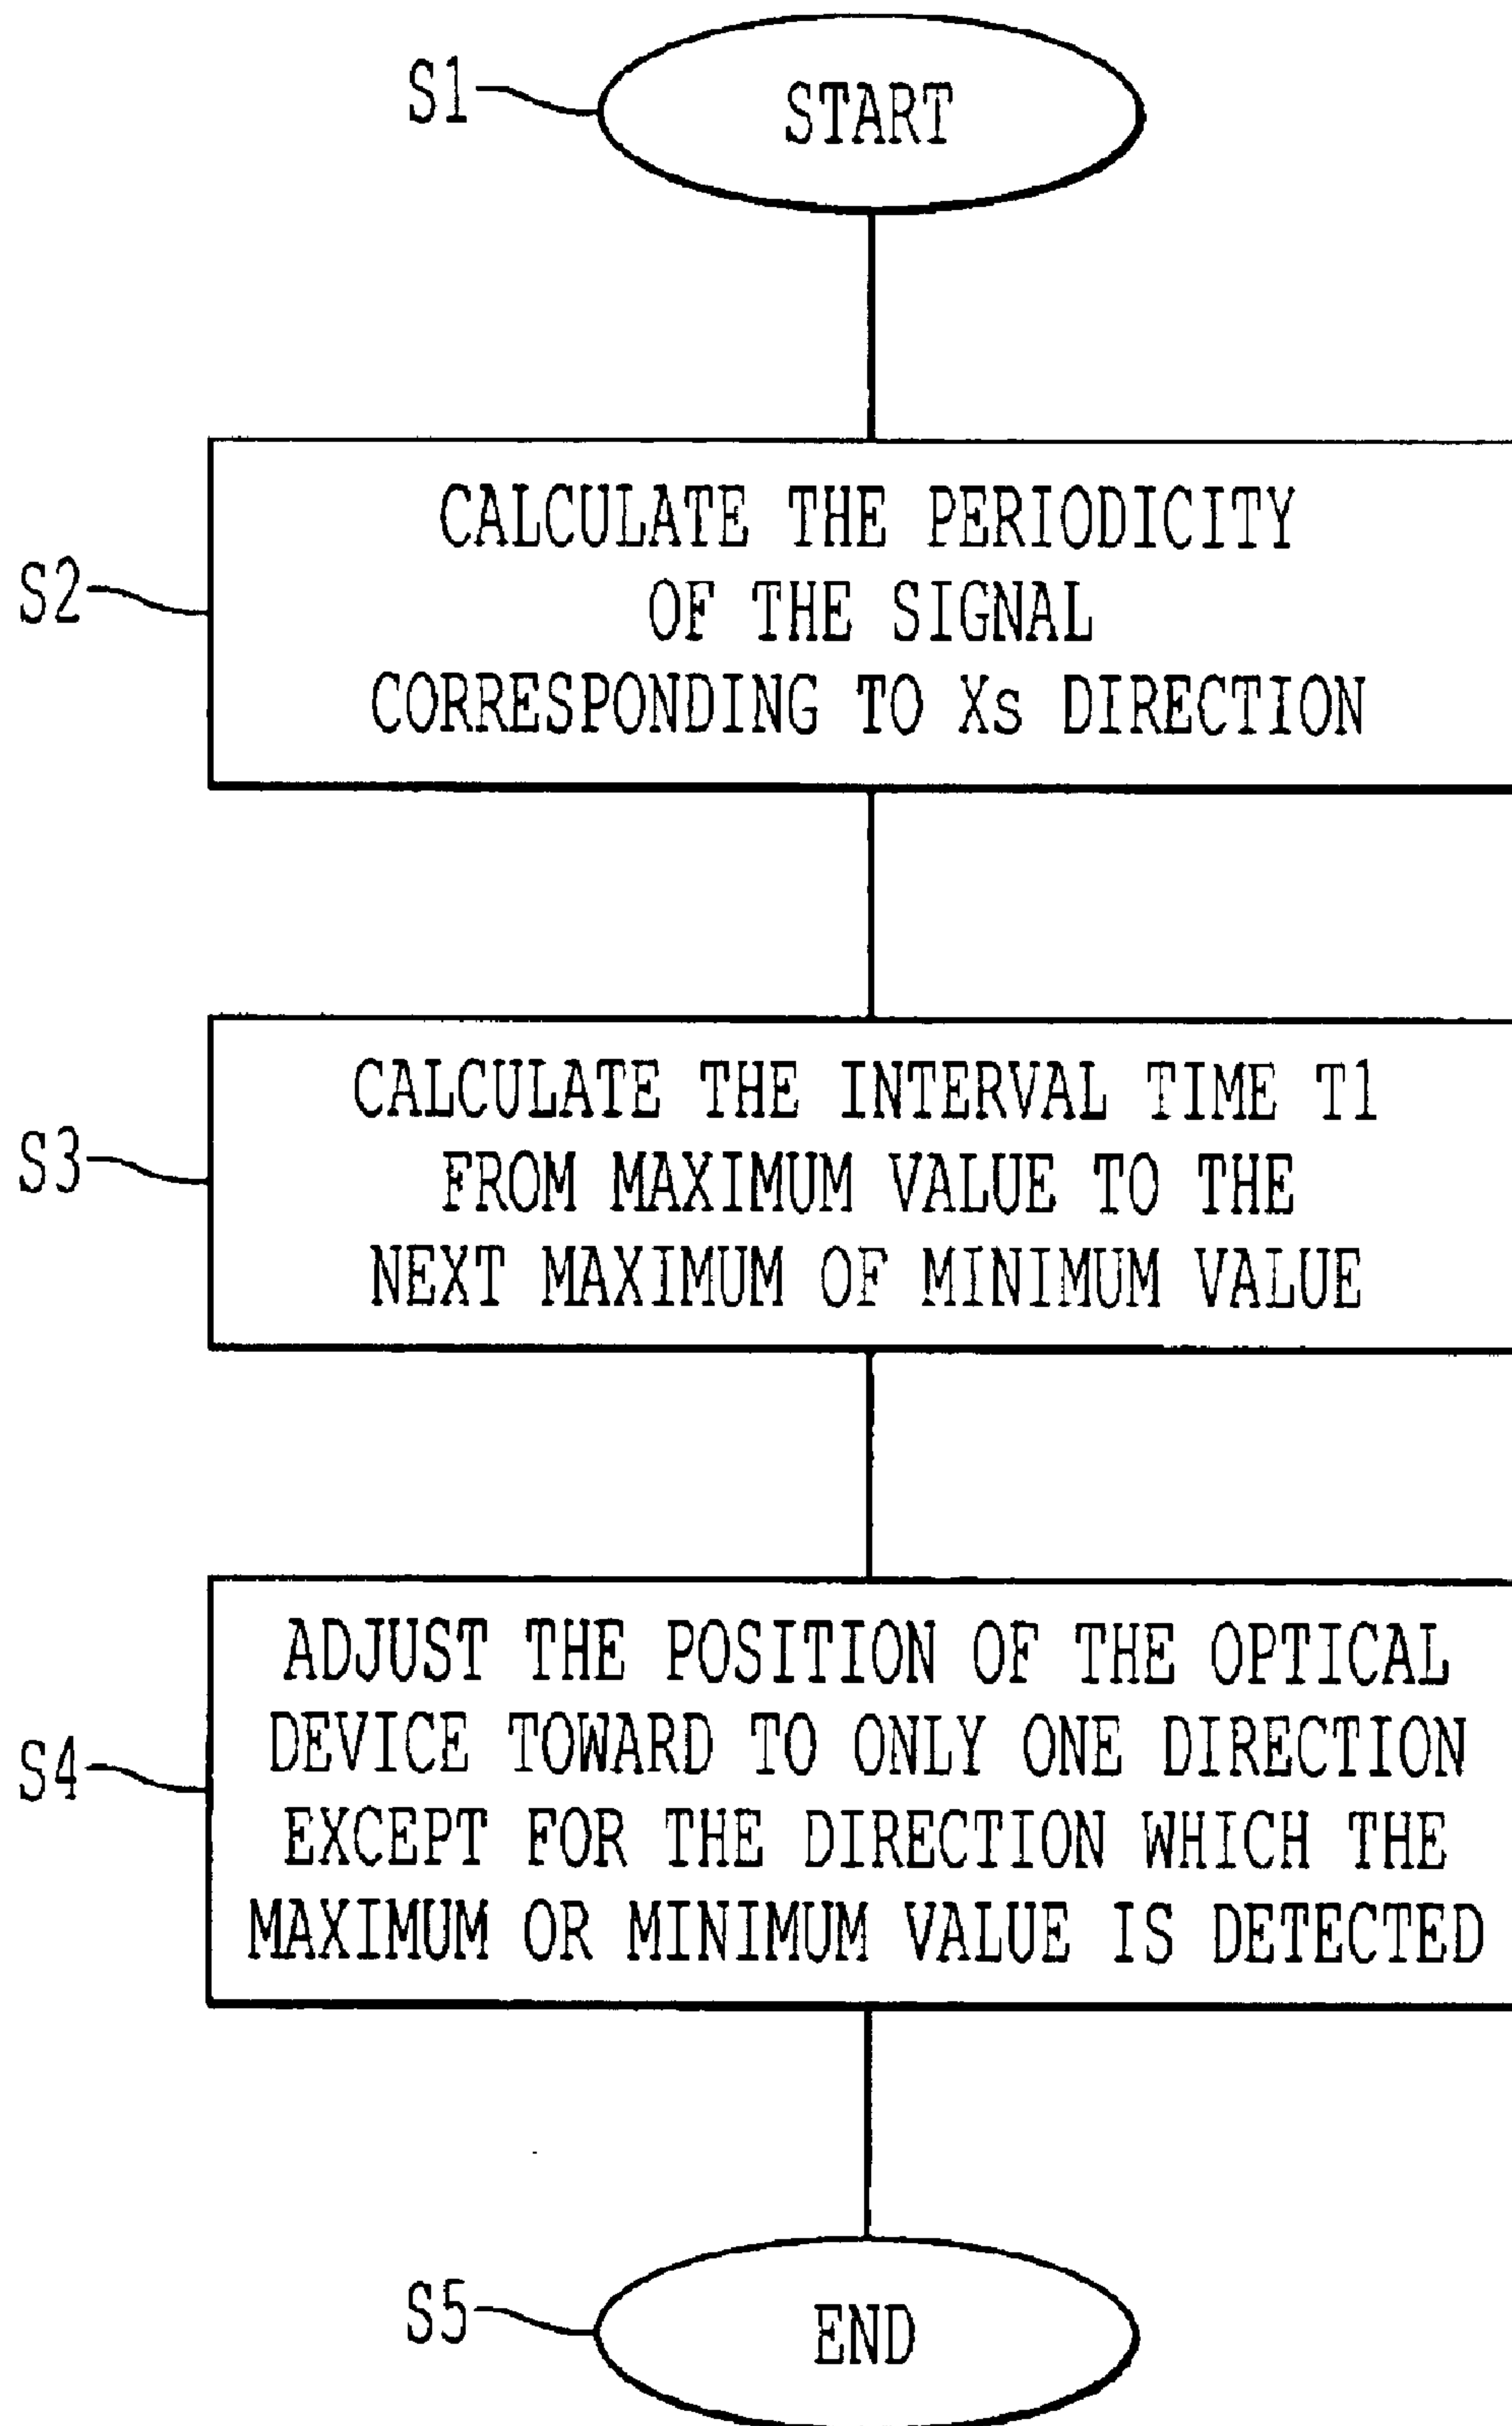 S1
START
S2
CALCULATE THE PERIODICITY
OF THE SIGNAL
CORRESPONDING TO Xs DIRECTION
S3
CALCULATE THE INTERVAL TIME T1
FROM MAXIMUM VALUE TO THE
NEXT MAXIMUM OF MINIMUM VALUE
S4
ADJUST THE POSITION OF THE OPTICAL
DEVICE TOWARD TO ONLY ONE DIRECTION
EXCEPT FOR THE DIRECTION WHICH THE
MAXIMUM OR MINIMUM VALUE IS DETECTED
S5
END